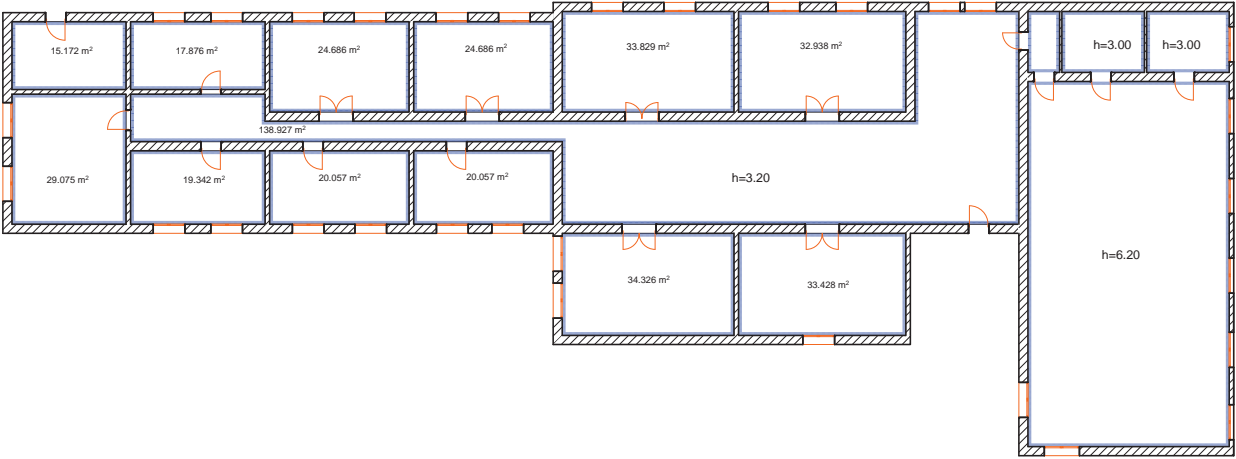 15.172 m²
17.876 m²
24.686 m²
24.686 m²
33.829 m²
32.938 m²
h=3.00
h=3.00
138.927 m²
29.075 m²
19.342 m²
20.057 m²
20.057 m²
h=3.20
34.326 m²
33.428 m²
h=6.20